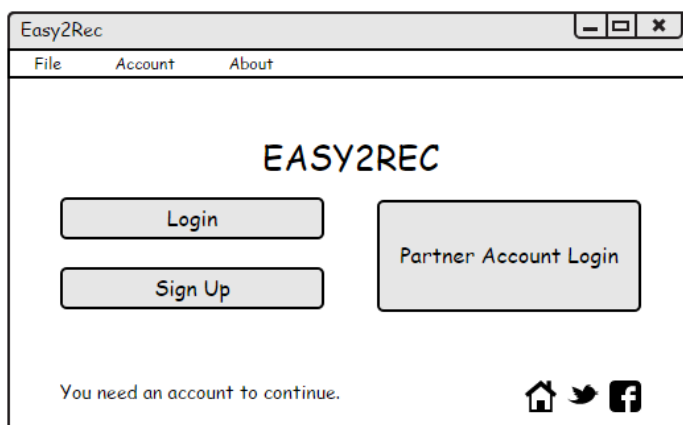 Easy2Rec
File Account About
EASY2REC
Login
Sign Up
Partner Account Login
You need an account to continue.